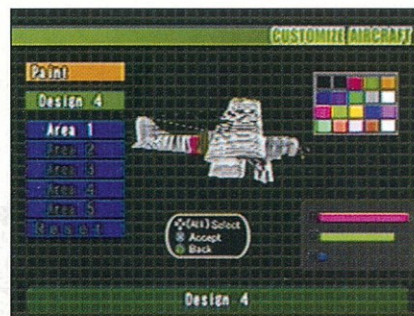 CUSTOMIZE AIRCRAFT
Paint
Design 4
Area 1
Area 2
Area 3
Area 4
Area 5
Reset
(ALL) Select
Accept
Back
Design 4